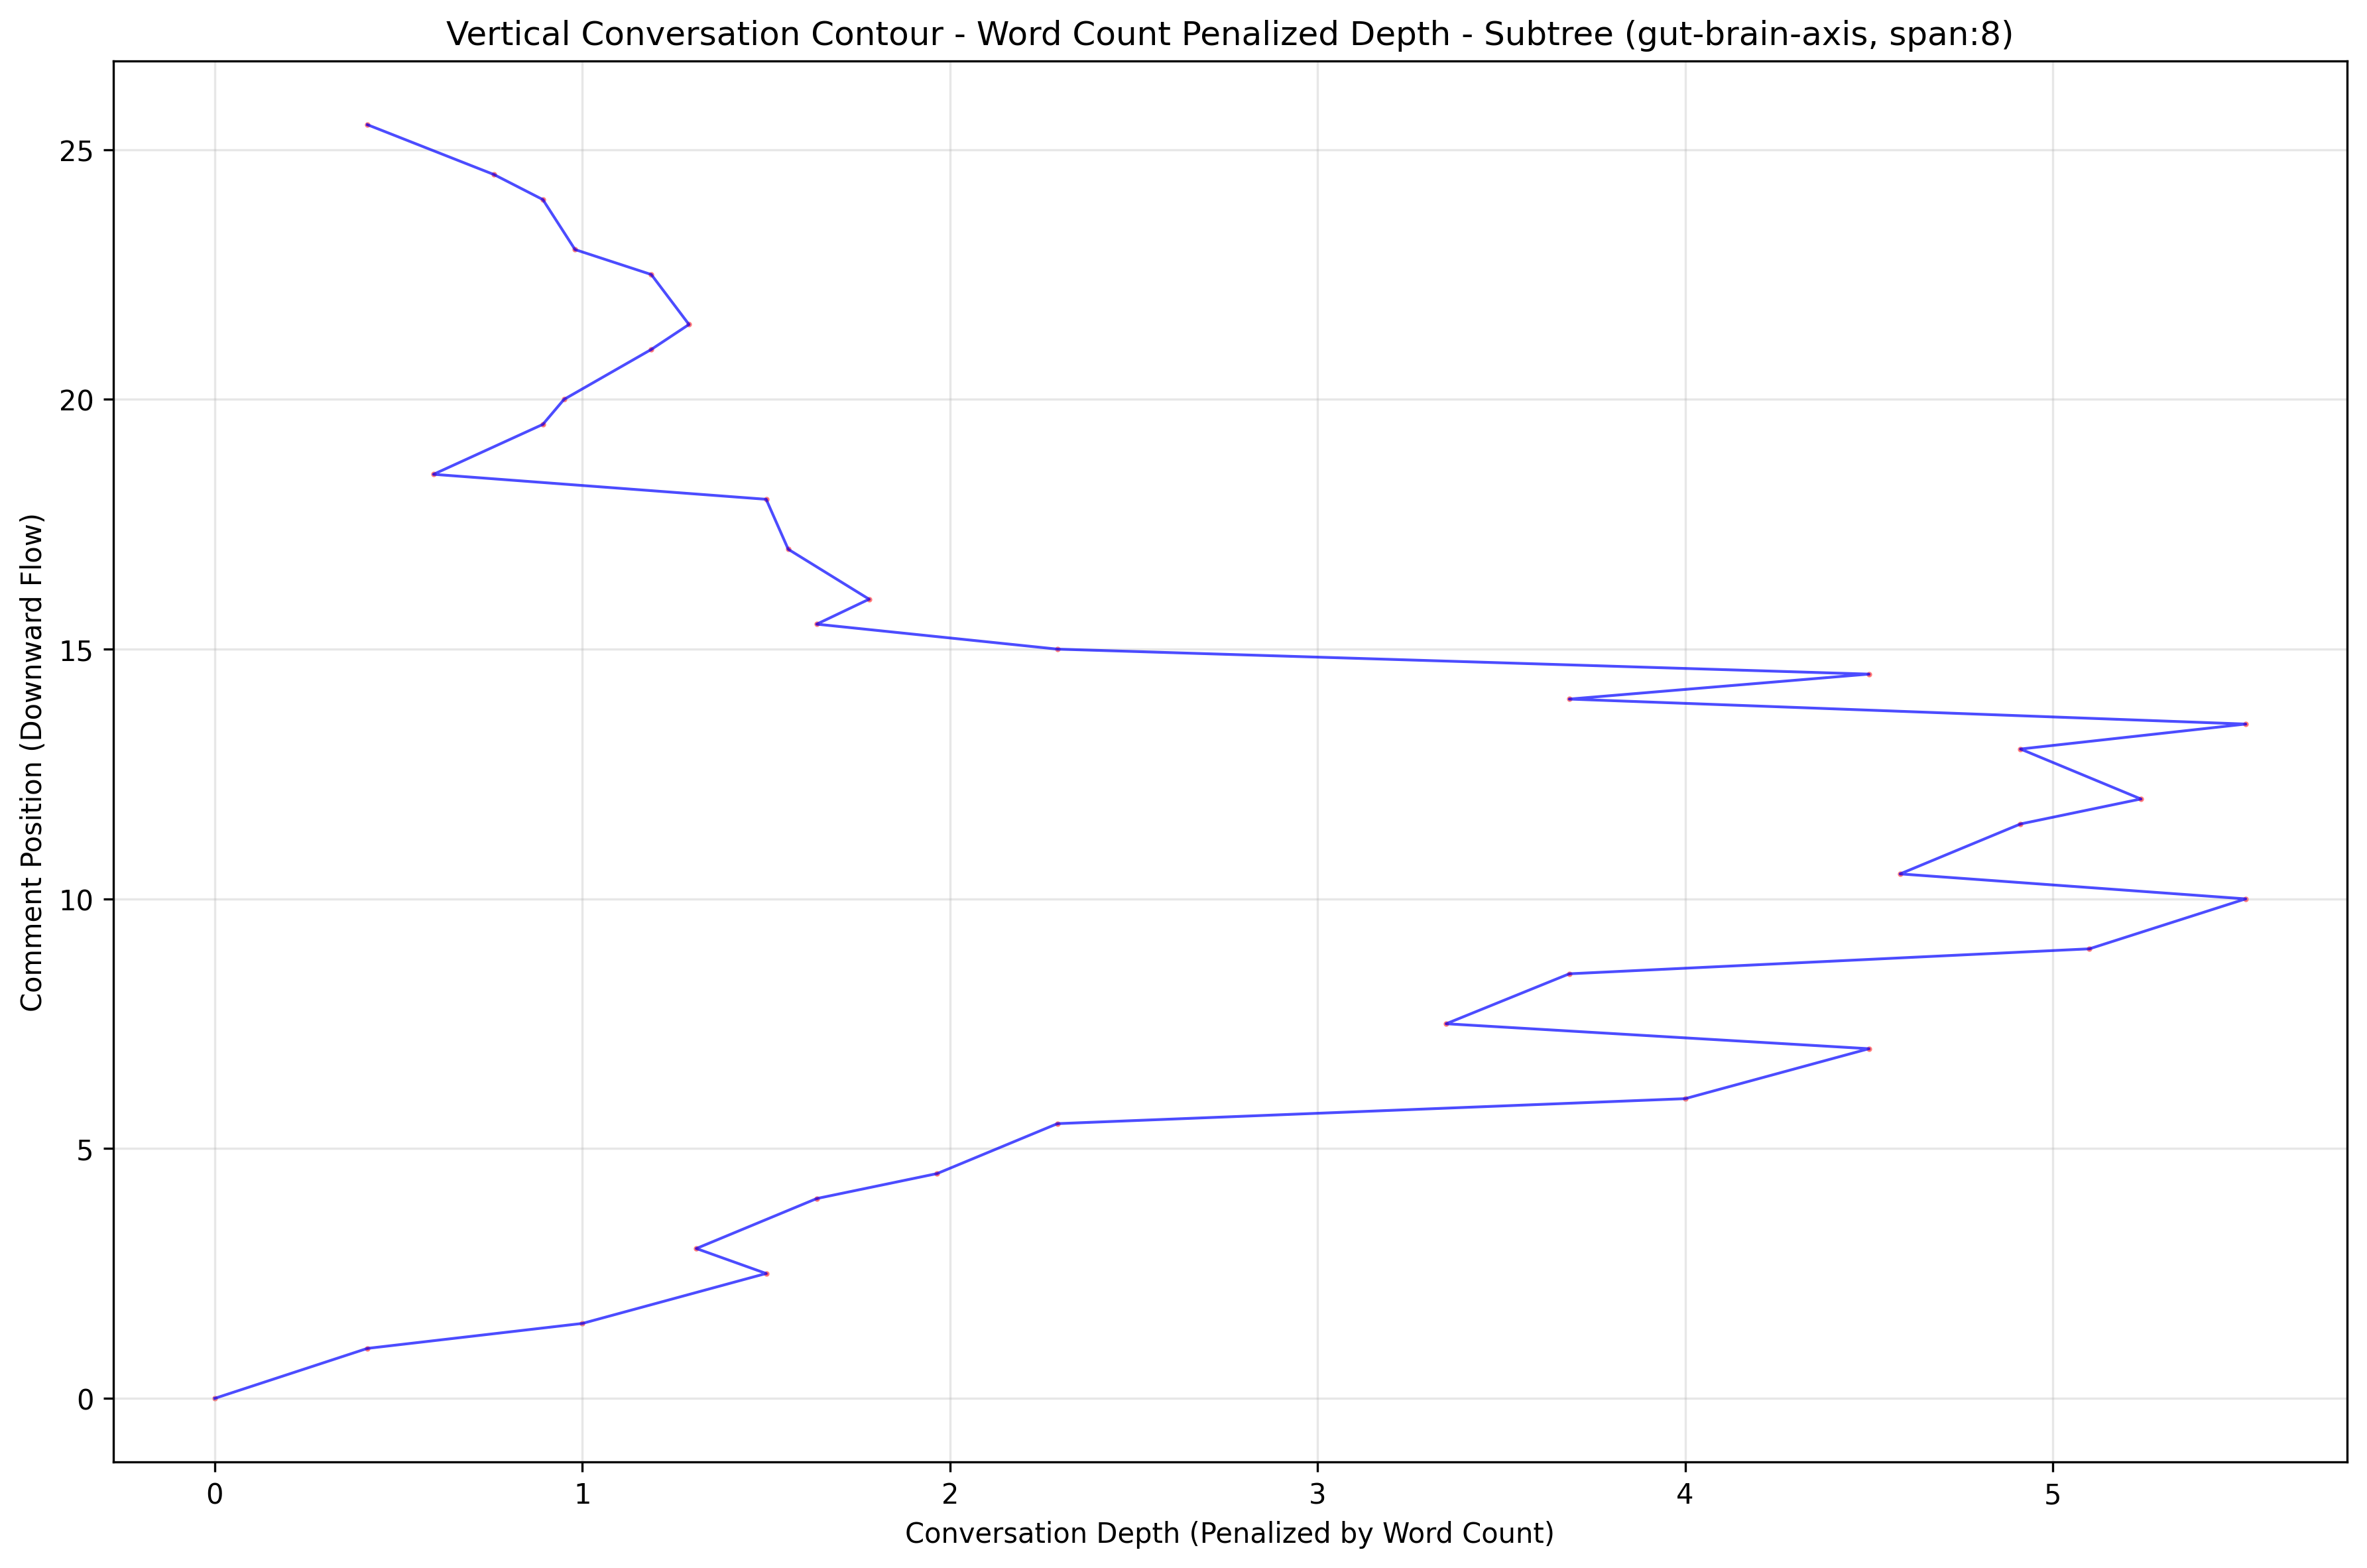 Vertical Conversation Contour - Word Count Penalized Depth - Subtree (gut-brain-axis, span:8)
Comment Position (Downward Flow)
25
20
15
10
5
0
0 1 2 3 4 5
Conversation Depth (Penalized by Word Count)